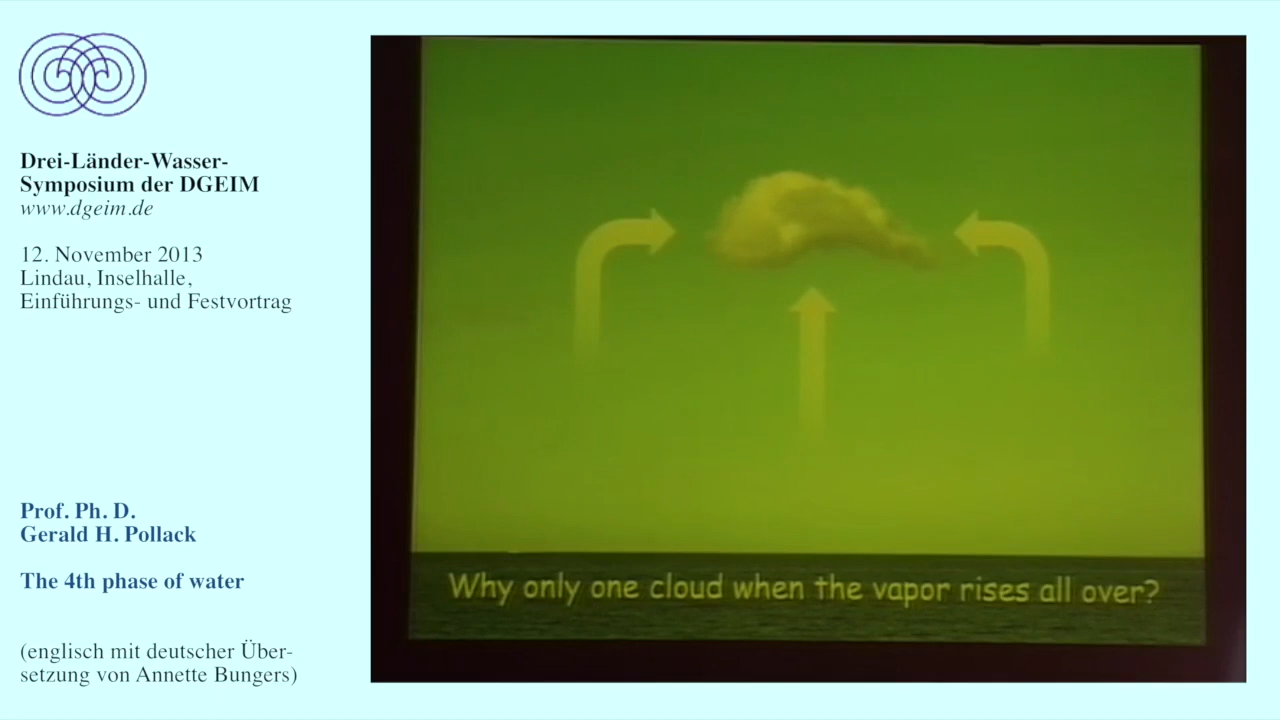 Drei-Länder-Wasser-
Symposium der DGEIM
www.dgeim.de
12. November 2013
Lindau, Inselhalle,
Einführungs- und Festvortrag
Prof. Ph. D.
Gerald H. Pollack
The 4th phase of water
(englisch mit deutscher Über-
setzung von Annette Bungers)
Why only one cloud when the vapor rises all over?